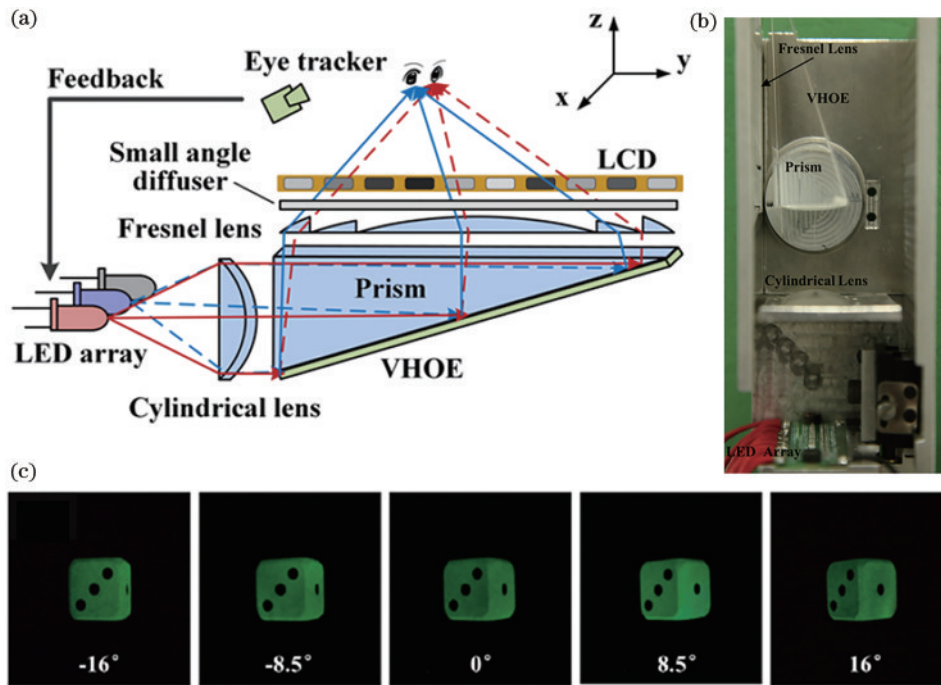 (a)
Feedback
Eye tracker
z
y
x
Small angle
diffuser
LCD
Fresnel lens
Prism
LED array
VHOE
Cylindrical lens
(b)
Fresnel Lens
VHOE
Prism
Cylindrical Lens
LED Array
(c)
-16°
-8.5°
0°
8.5°
16°